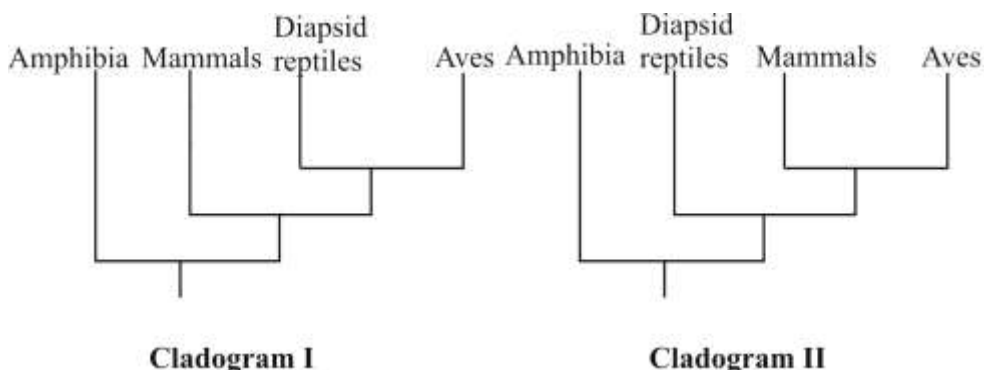 Amphibia Mammals Diapsid reptiles Aves
Amphibia Diapsid reptiles Mammals Aves
Cladogram I
Cladogram II